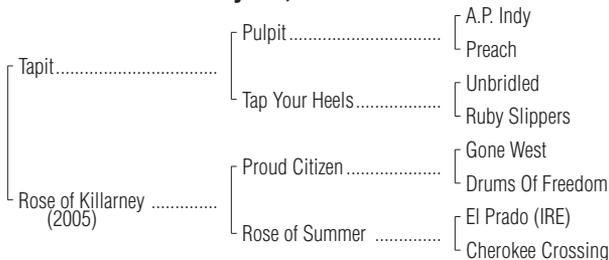 A.P. Indy
Pulpit
Preach
Tapit
Unbridled
Tap Your Heels
Ruby Slippers
Gone West
Proud Citizen
Drums Of Freedom
Rose of Killarney
(2005)
El Prado (IRE)
Rose of Summer
Cherokee Crossing